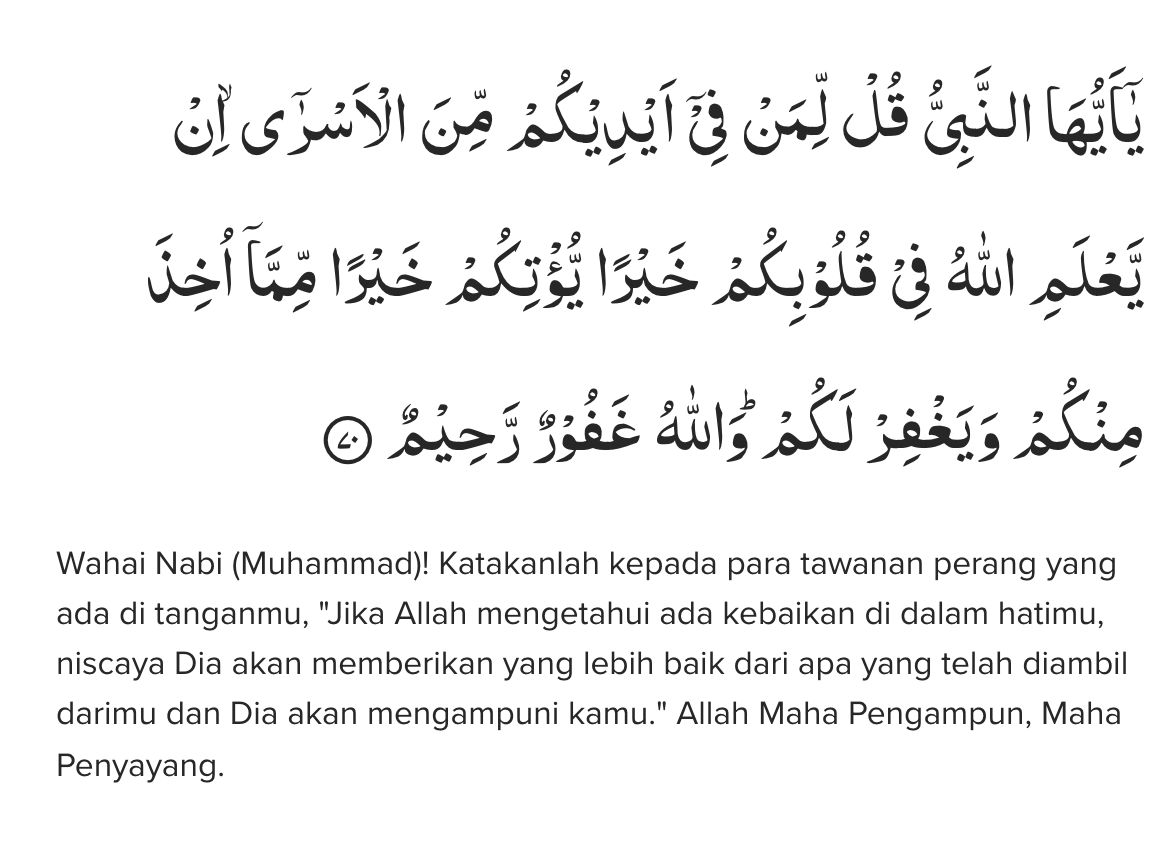 يٰٓاَيُّهَا النَّبِيُّ قُلْ لِّمَنْ فِيْٓ اَيْدِيْكُمْ مِّنَ الْاَسْرٰٓىۙ اِنْ
يَّعْلَمِ اللّٰهُ فِيْ قُلُوْبِكُمْ خَيْرًا يُّؤْتِكُمْ خَيْرًا مِّمَّآ اُخِذَ
مِنْكُمْ وَيَغْفِرْ لَكُمْۗ وَاللّٰهُ غَفُوْرٌ رَّحِيْمٌ ٧٠
Wahai Nabi (Muhammad)! Katakanlah kepada para tawanan perang yang
ada di tanganmu, "Jika Allah mengetahui ada kebaikan di dalam hatimu,
niscaya Dia akan memberikan yang lebih baik dari apa yang telah diambil
darimu dan Dia akan mengampuni kamu." Allah Maha Pengampun, Maha
Penyayang.